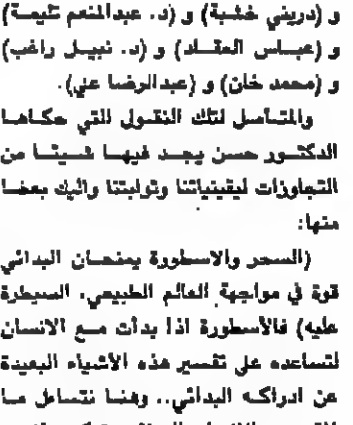 و (دريني خشبة) و (د. عبدالمنعم تليمة)
و (عباس العقاد) و (د. نبيل راغب)
و (محمد خان) و (عبدالرضا علي).
والمتأمل لتلك النقول التي حكاها
الدكتور حسن يجد فيها شيئا من
التجاوزات ليقينياتنا وثوابتنا واليك بعضا
منها:
(السحر والاسطورة يمنحان البدائي
قوة في مواجهة العالم الطبيعي، السيطرة
عليه) فالأسطورة اذا بدأت مع الانسان
لتساعده على تفسير هذه الأشياء البعيدة
عن ادراكه البدائي.. وهنا نتساءل ما